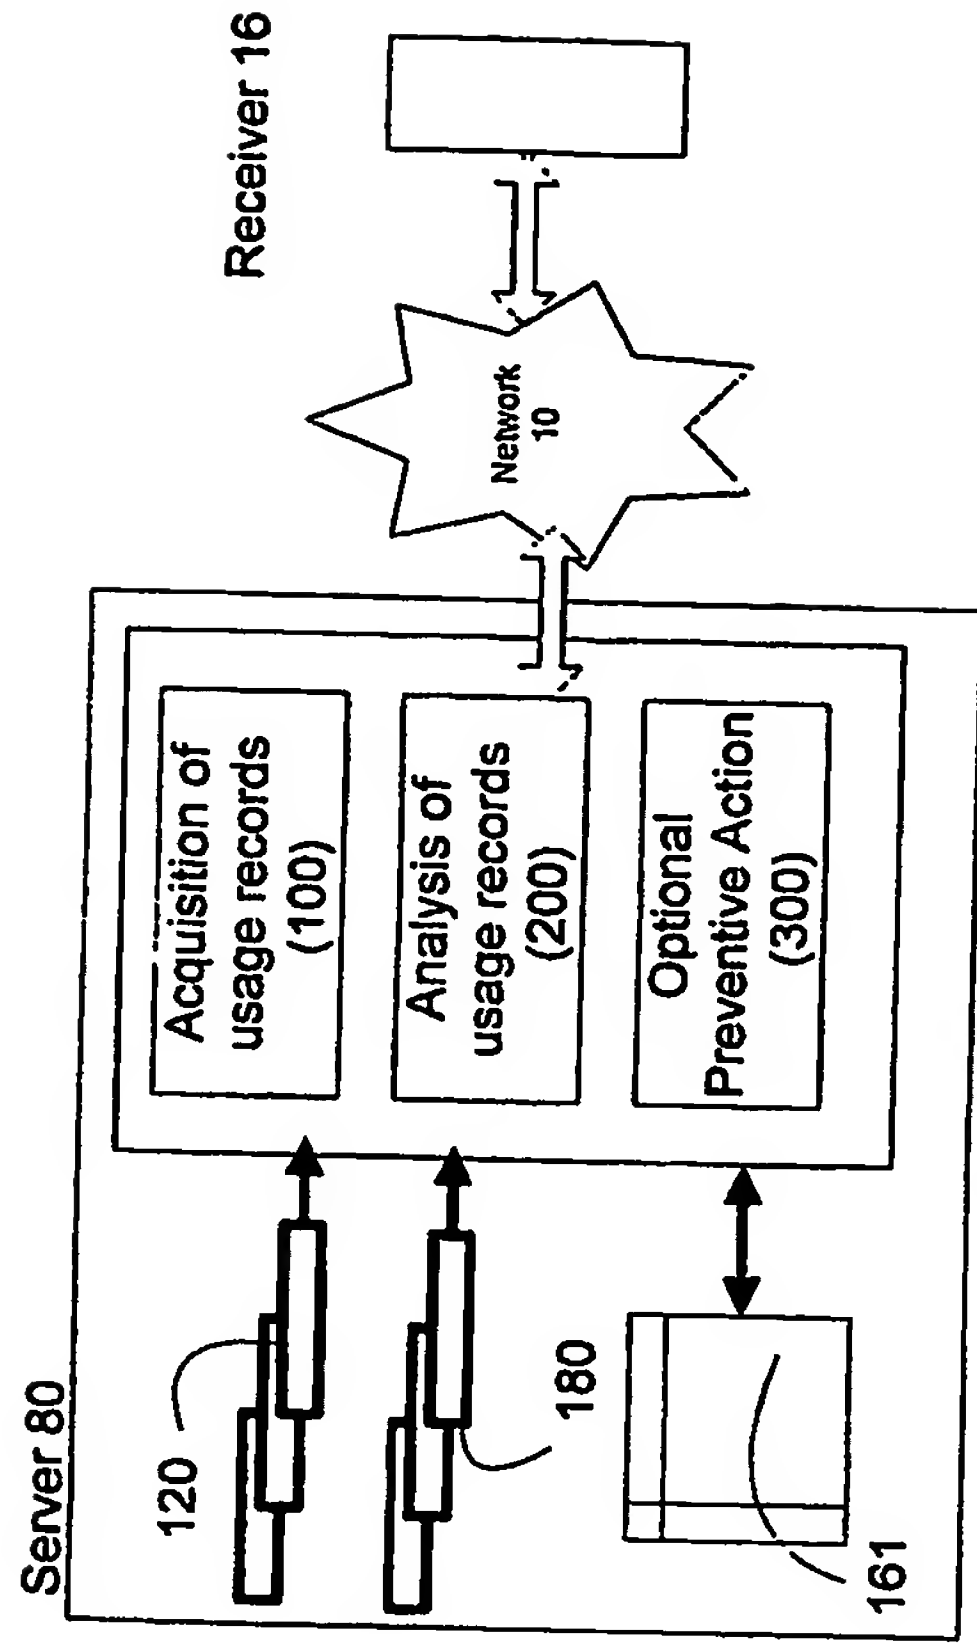 Server 80
120
180
161
Acquisition of
usage records
(100)
Analysis of
usage records
(200)
Optional
Preventive Action
(300)
Network
10
Receiver 16